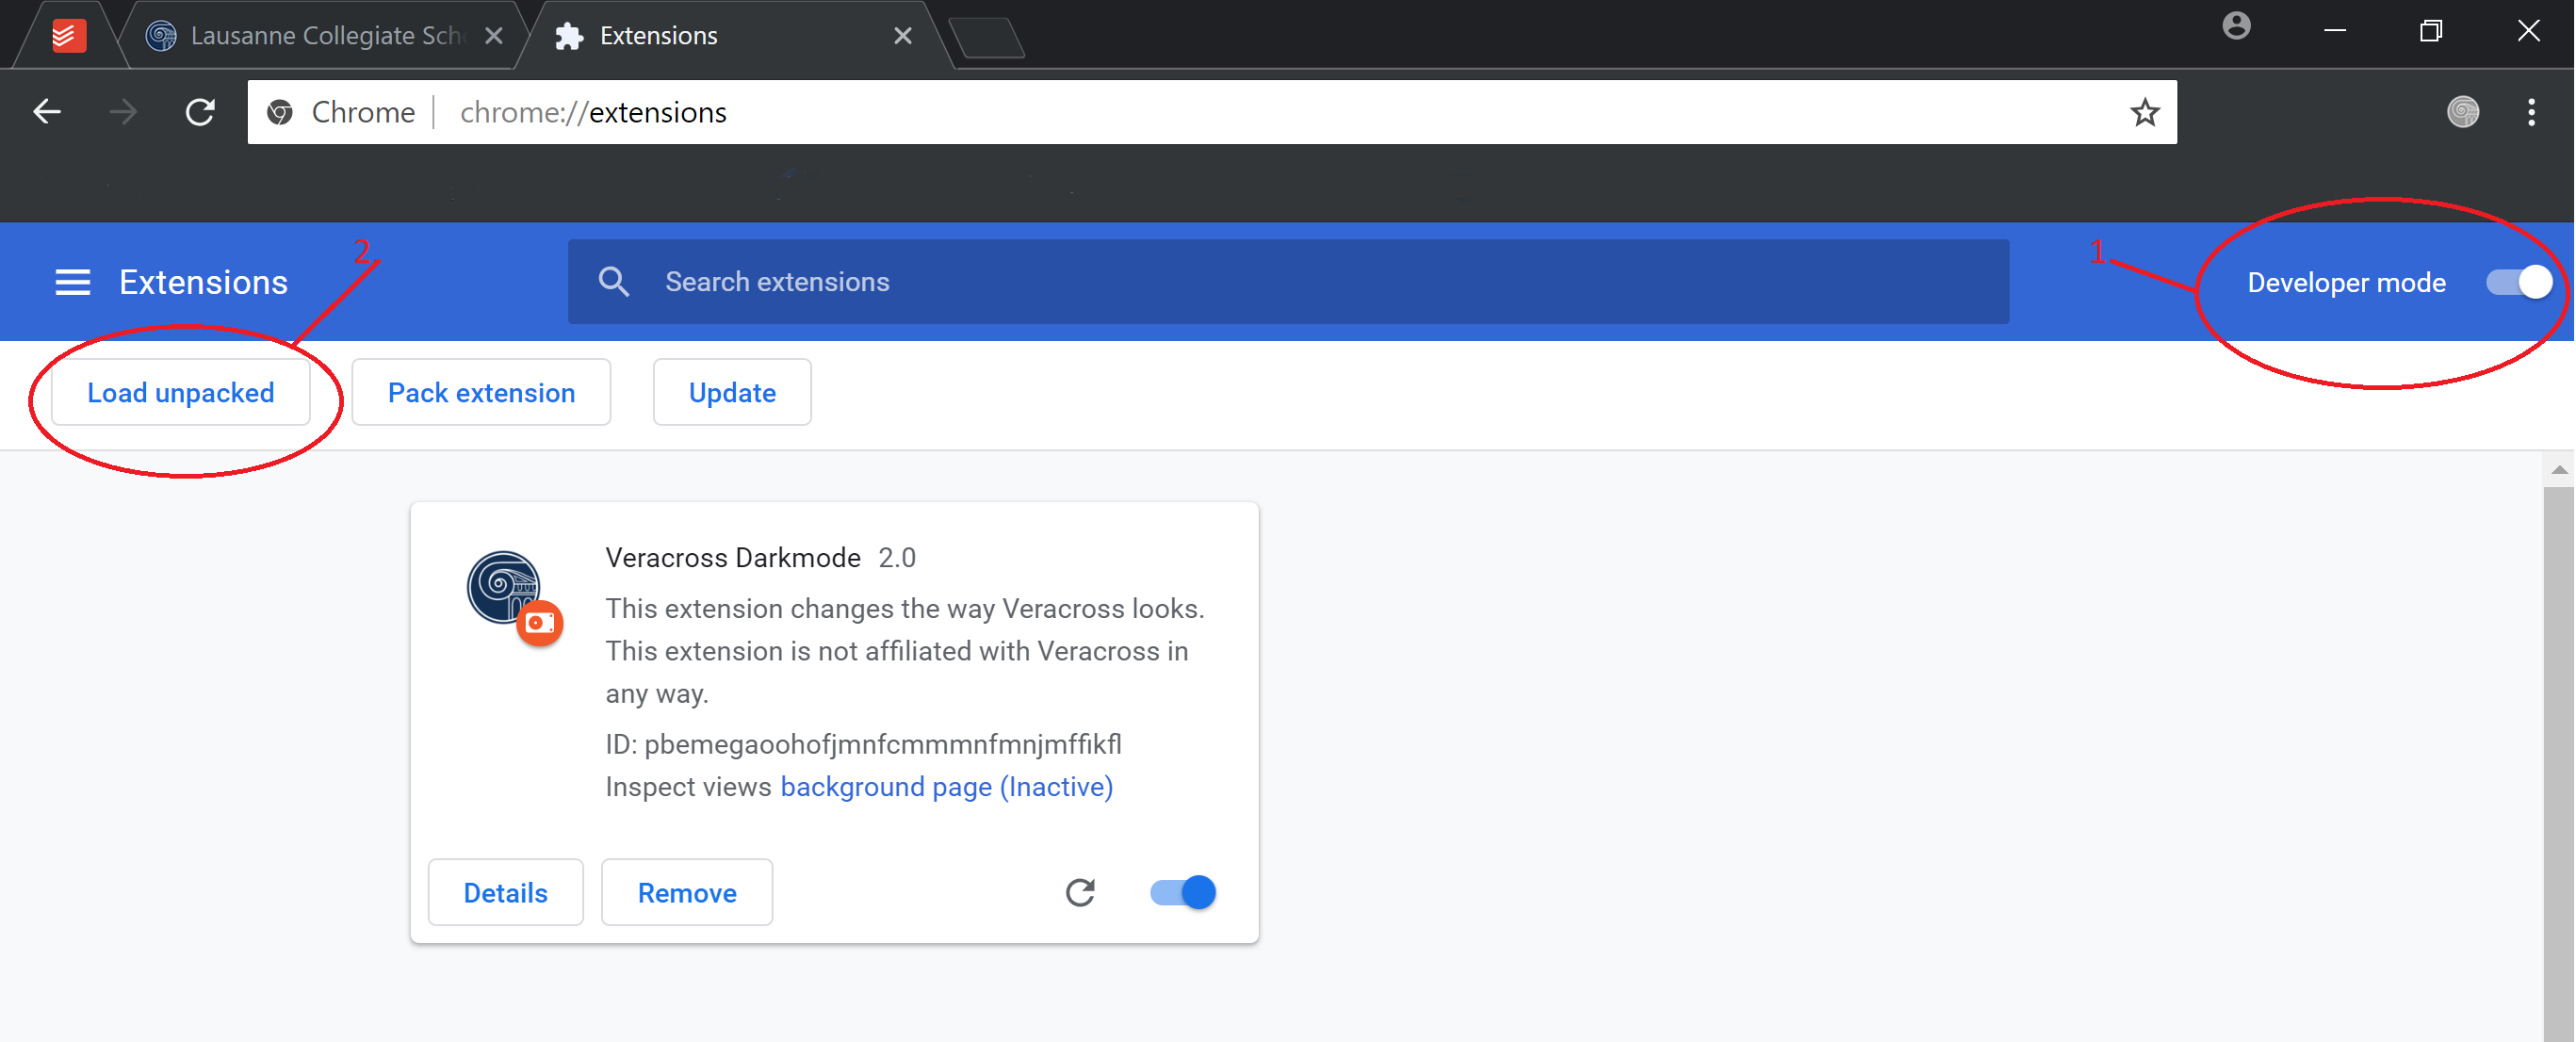 Lausanne Collegiate Sch
Extensions
Chrome chrome://extensions
2
1
Extensions
Search extensions
Developer mode
Load unpacked
Pack extension
Update
Veracross Darkmode 2.0
This extension changes the way Veracross looks.
This extension is not affiliated with Veracross in
any way.
ID: pbemegaoohofjmnfcmmmnfmnjmffikfl
Inspect views background page (Inactive)
Details
Remove